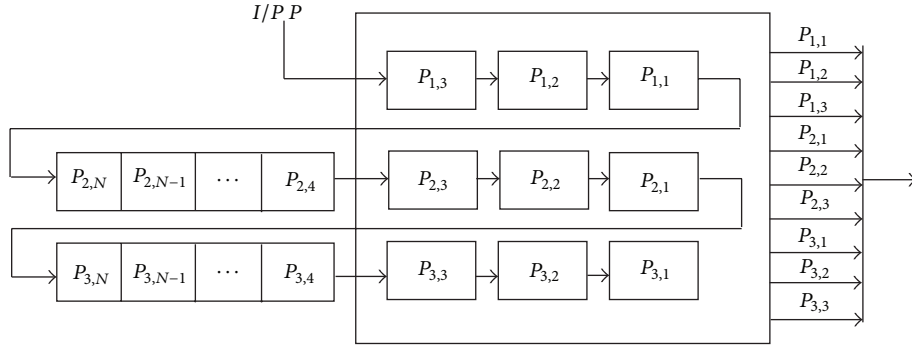 I/P P
P1,3 P1,2 P1,1
P2,N P2,N−1 ⋯ P2,4 P2,3 P2,2 P2,1
P3,N P3,N−1 ⋯ P3,4 P3,3 P3,2 P3,1
P1,1
P1,2
P1,3
P2,1
P2,2
P2,3
P3,1
P3,2
P3,3